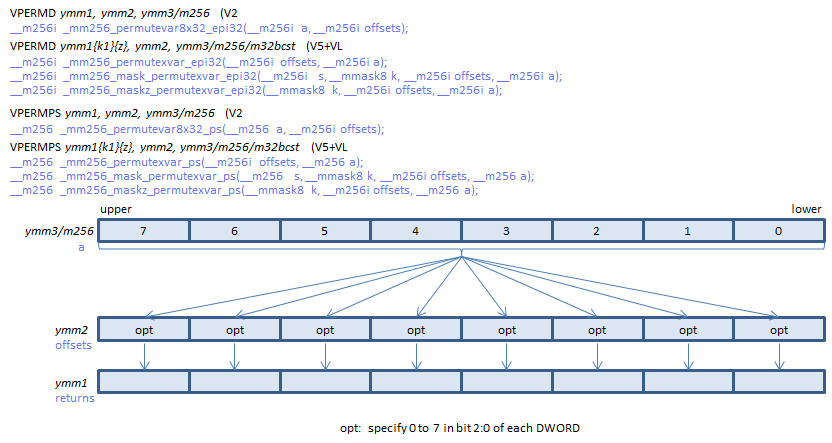 VPERMD ymm1, ymm2, ymm3/m256 (V2
__m256i _mm256_permutevar8x32_epi32(__m256i a, __m256i offsets);
VPERMD ymm1{k1}{z}, ymm2, ymm3/m256/m32bcst (V5+VL
__m256i _mm256_permutexvar_epi32(__m256i offsets, __m256i a);
__m256i _mm256_mask_permutexvar_epi32(__m256i s, __mmask8 k, __m256i offsets, __m256i a);
__m256i _mm256_maskz_permutexvar_epi32(__mmask8 k, __m256i offsets, __m256i a);
VPERMPS ymm1, ymm2, ymm3/m256 (V2
__m256 _mm256_permutevar8x32_ps(__m256 a, __m256i offsets);
VPERMPS ymm1{k1}{z}, ymm2, ymm3/m256/m32bcst (V5+VL
__m256 _mm256_permutexvar_ps(__m256i offsets, __m256 a);
__m256 _mm256_mask_permutexvar_ps(__m256 s, __mmask8 k, __m256i offsets, __m256 a);
__m256 _mm256_maskz_permutexvar_ps(__mmask8 k, __m256i offsets, __m256 a);
upper lower
ymm3/m256 7 6 5 4 3 2 1 0
a
ymm2 opt opt opt opt opt opt opt opt
offsets
ymm1
returns
opt: specify 0 to 7 in bit 2:0 of each DWORD